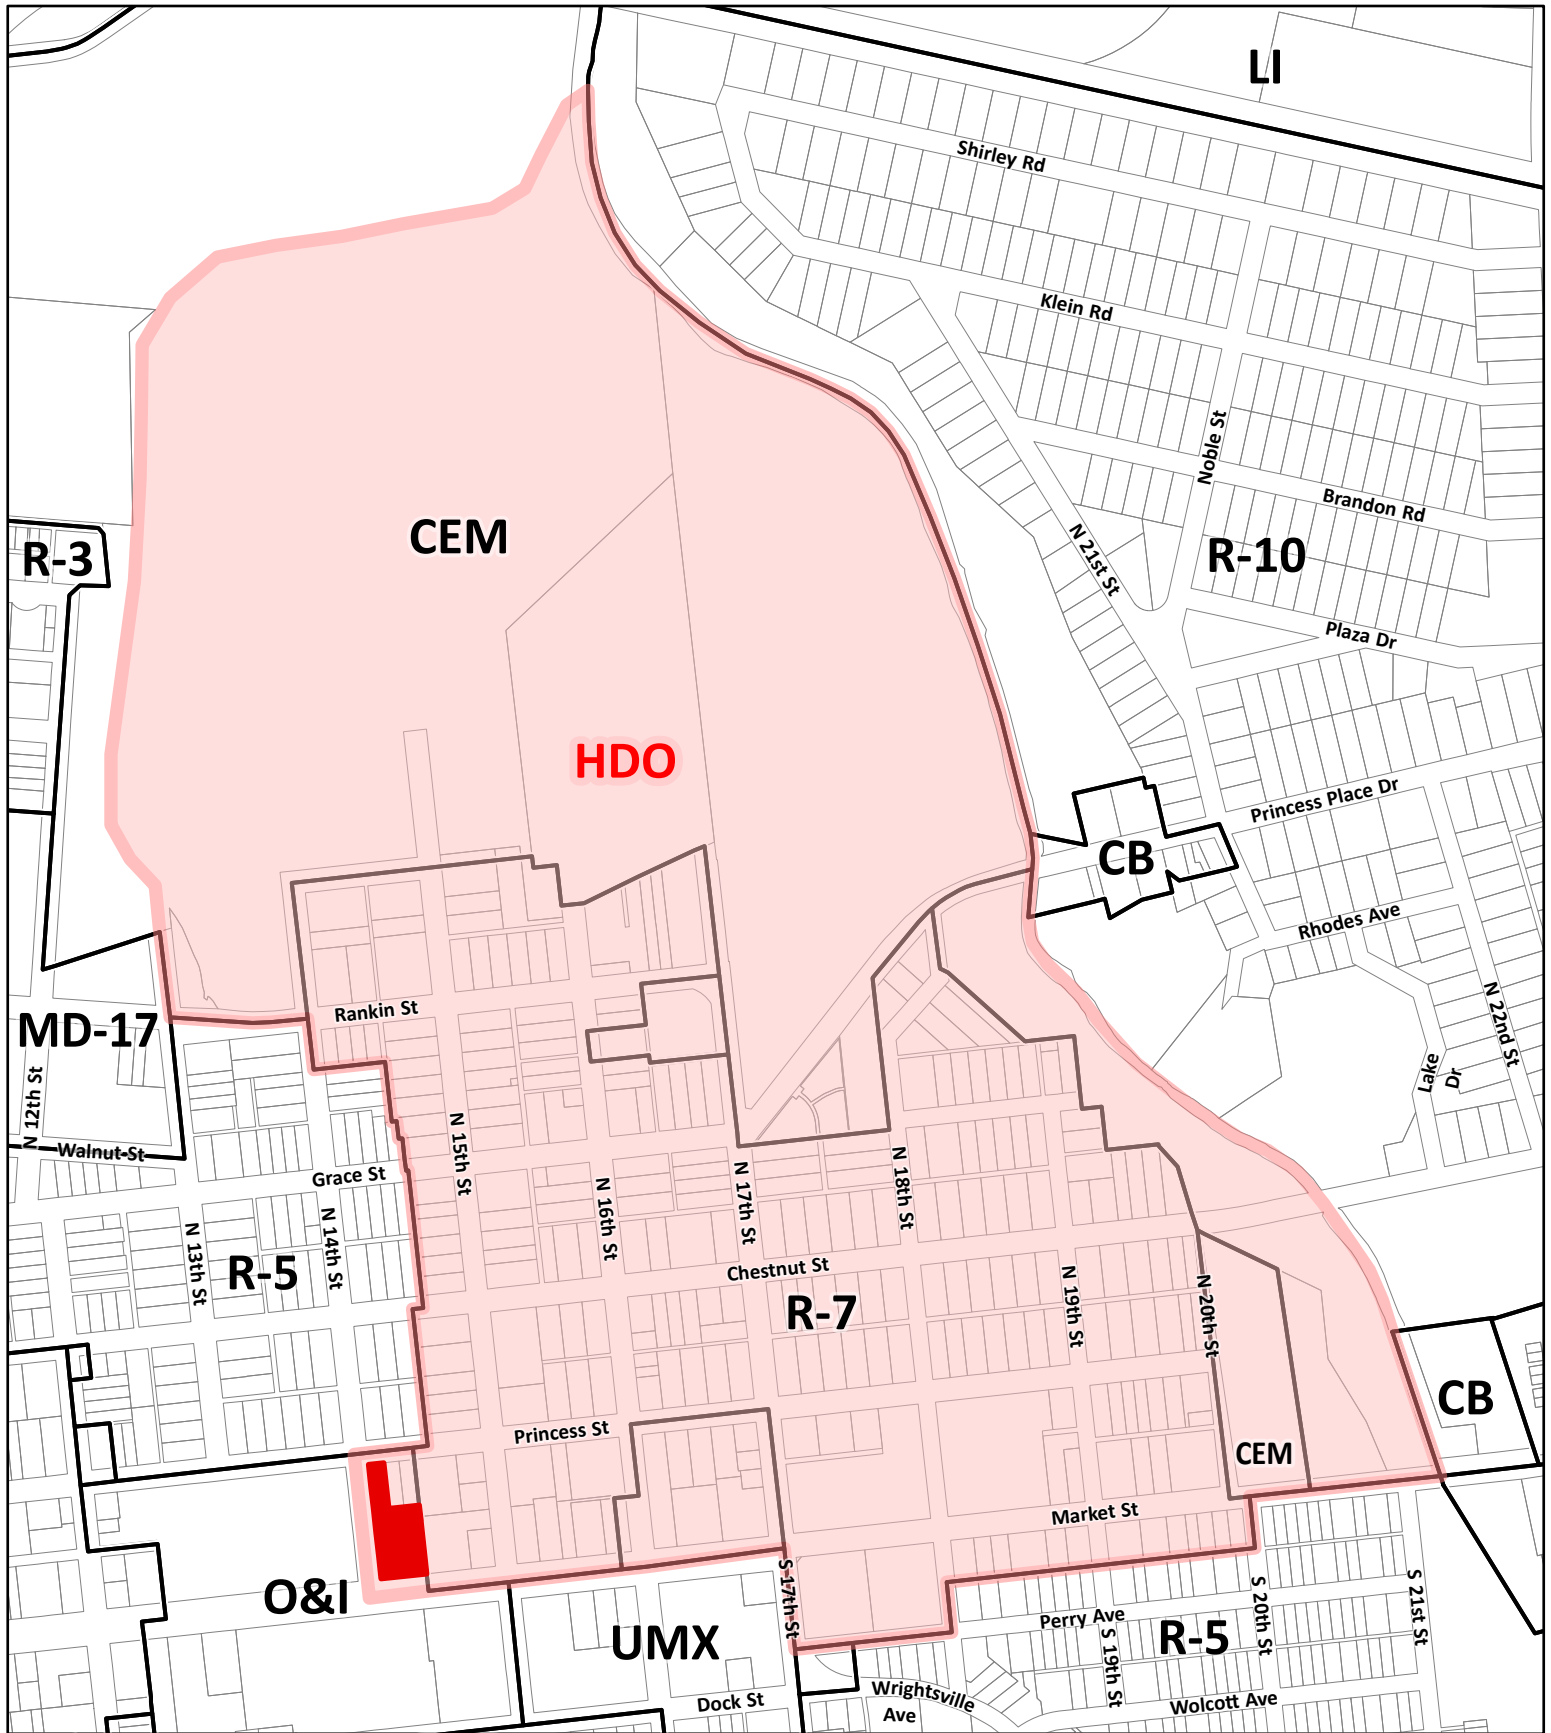 LI
Shirley Rd
Klein Rd
Noble St
Brandon Rd
CEM
R-3
N 21st St
R-10
Plaza Dr
HDO
Princess Place Dr
CB
Rhodes Ave
Rankin St
MD-17
N 22nd St
Lake
Dr
N 12th St
Walnut St
N 15th St
Grace St
N 16th St
N 17th St
N 18th St
N 13th St
N 14th St
R-5
Chestnut St
R-7
N 19th St
N 20th St
CB
Princess St
CEM
Market St
O&I
S 17th St
UMX
Perry Ave
S 19th St
R-5
S 20th St
S 21st St
Dock St
Wrightsville
Ave
Wolcott Ave